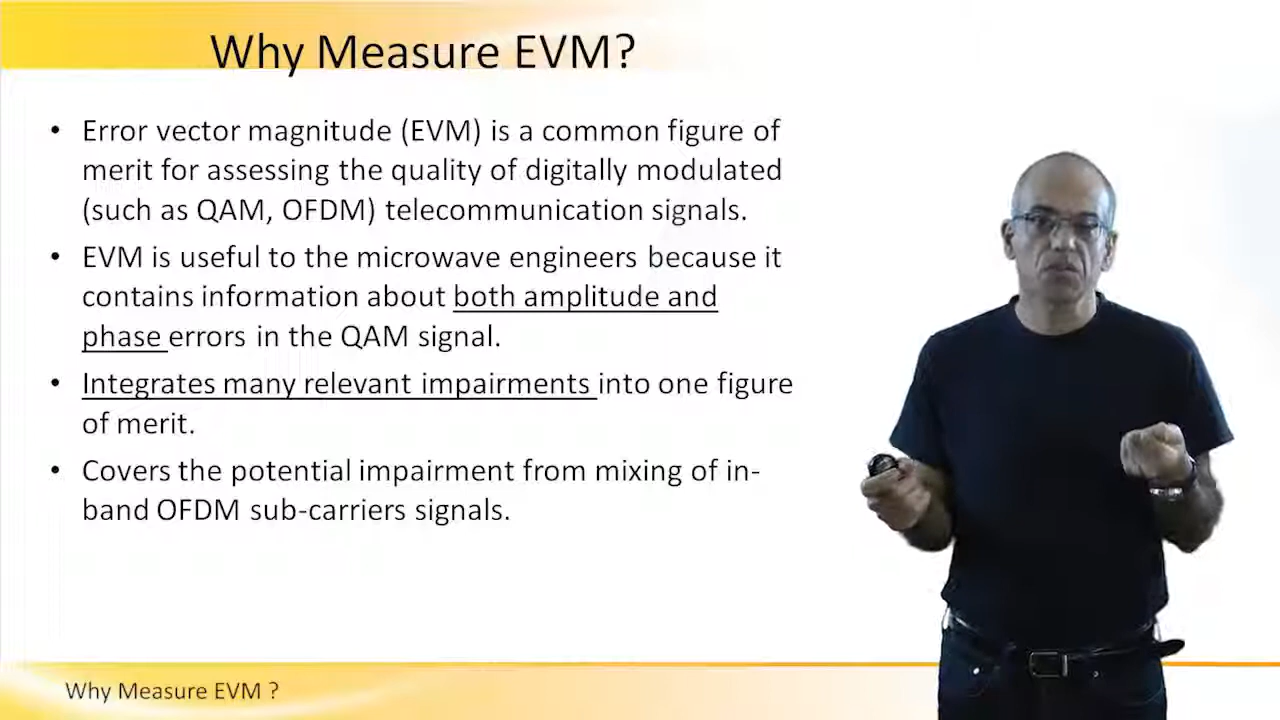 Why Measure EVM?
• Error vector magnitude (EVM) is a common figure of
merit for assessing the quality of digitally modulated
(such as QAM, OFDM) telecommunication signals.
• EVM is useful to the microwave engineers because it
contains information about both amplitude and
phase errors in the QAM signal.
• Integrates many relevant impairments into one figure
of merit.
• Covers the potential impairment from mixing of in-
band OFDM sub-carriers signals.
Why Measure EVM ?